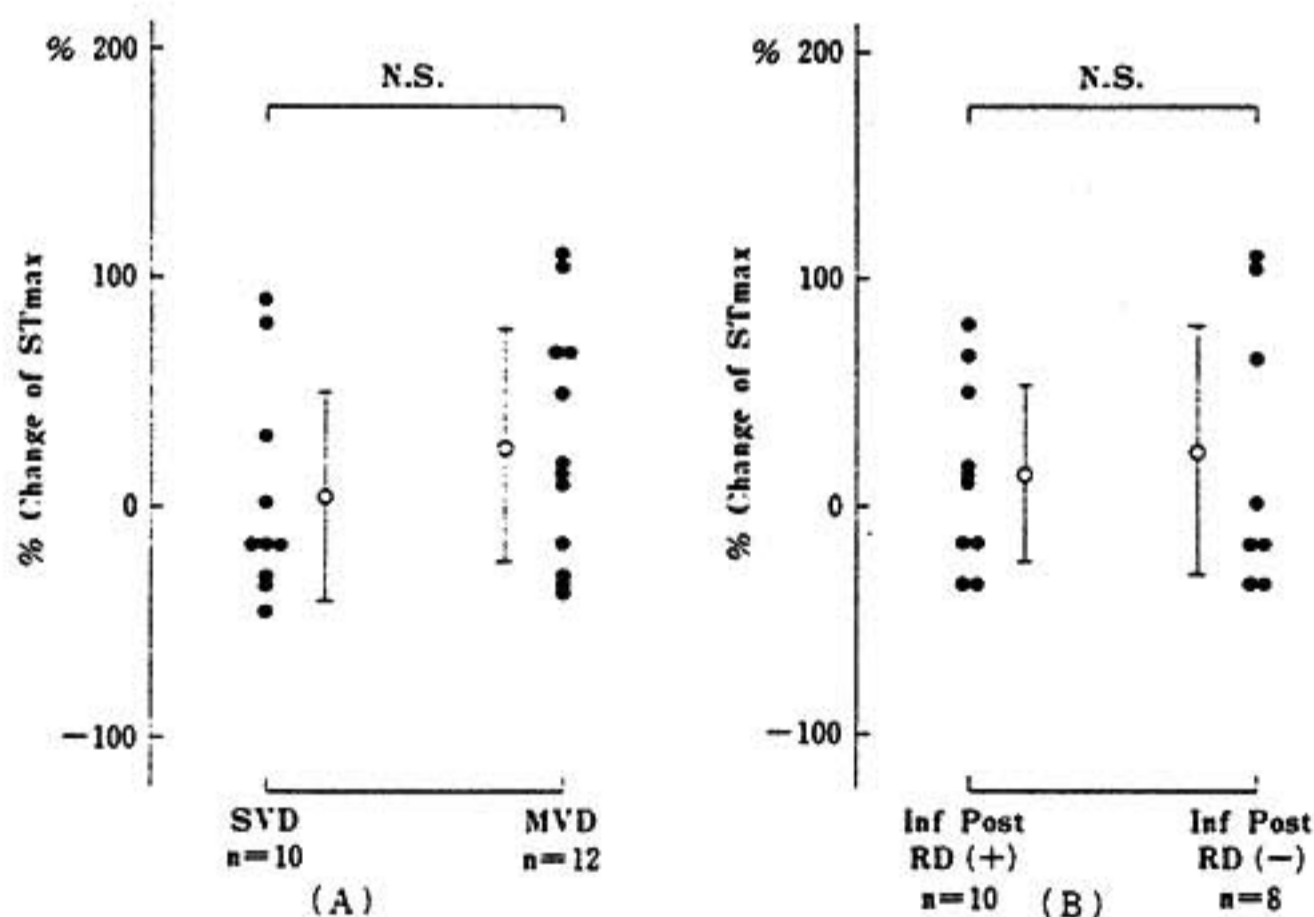 % 200
N.S.
100
0
−100
% Change of STmax
SVD
n=10
MVD
n=12
(A)
% 200
N.S.
100
0
−100
% Change of STmax
Inf Post
RD (+)
n=10
Inf Post
RD (−)
n=8
(B)